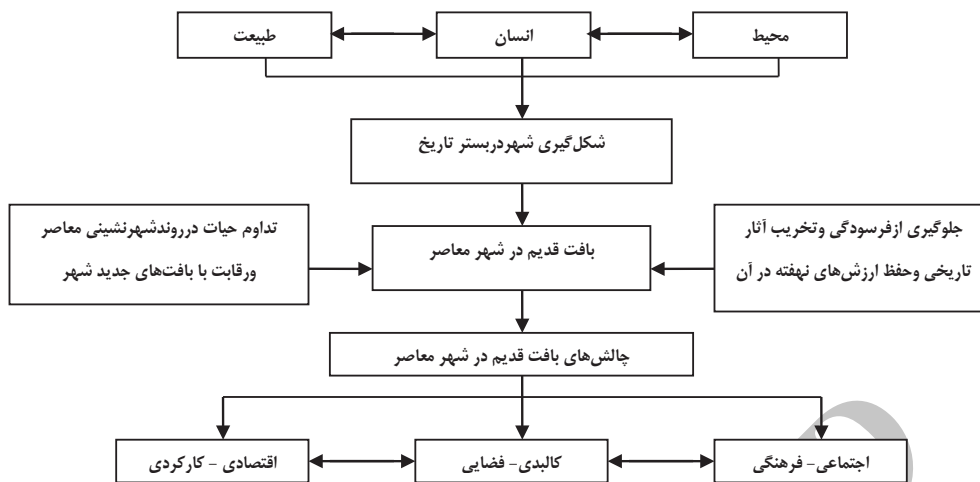 محیط
انسان
طبیعت
شکل‌گیری شهردربستر تاریخ
جلوگیری ازفرسودگی وتخریب آثار
تاریخی وحفظ ارزش‌های نهفته در آن
بافت قدیم در شهر معاصر
تداوم حیات درروندشهرنشینی معاصر
ورقابت با بافت‌های جدید شهر
چالش‌های بافت قدیم در شهر معاصر
اجتماعی- فرهنگی
کالبدی- فضایی
اقتصادی - کارکردی